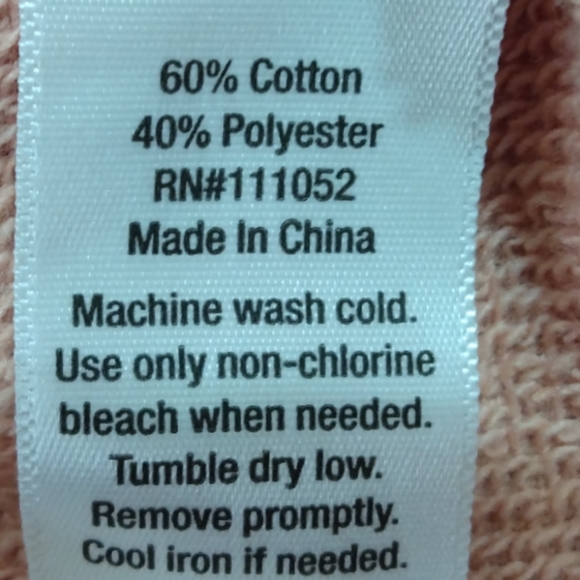 60% Cotton
40% Polyester
RN#111052
Made In China
Machine wash cold.
Use only non-chlorine
bleach when needed.
Tumble dry low.
Remove promptly.
Cool iron if needed.